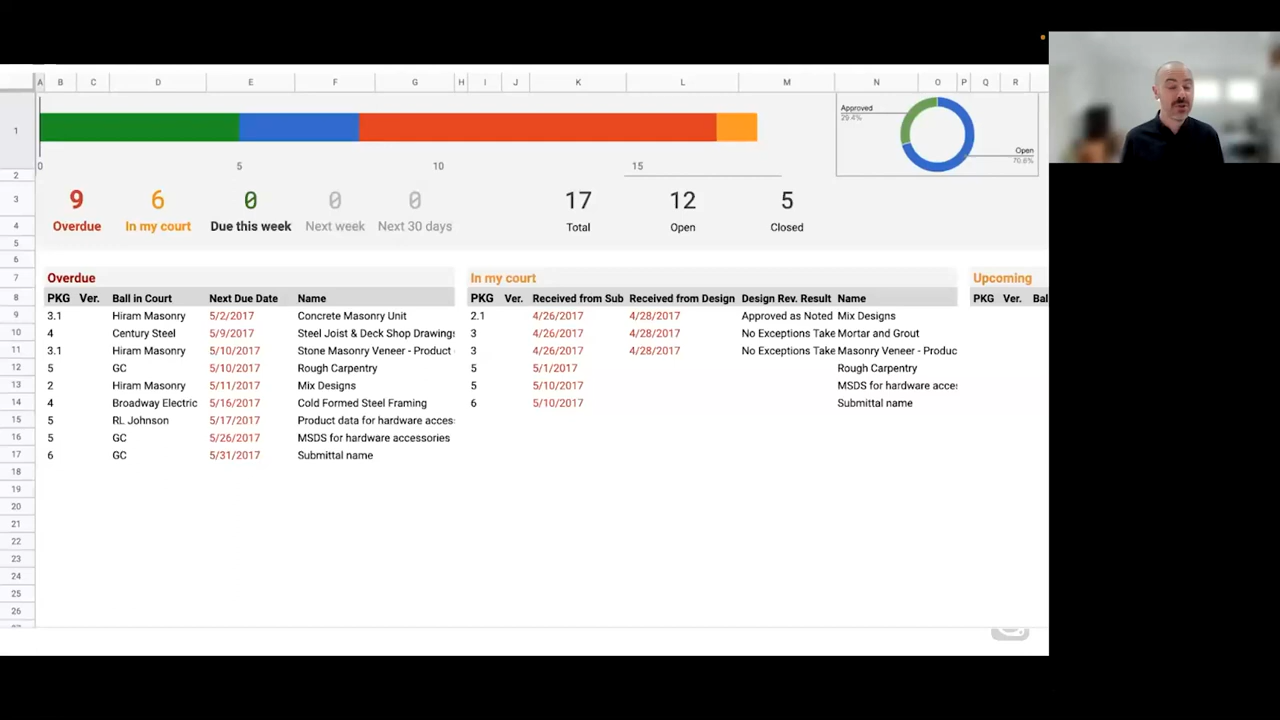 A B C D E F G H I J K L M N O P Q R
1
0 5 10 15
Approved
29.4%
Open
70.6%
2
3 9 6 0 0 0 17 12 5
4 Overdue In my court Due this week Next week Next 30 days Total Open Closed
5
6
7 Overdue In my court Upcoming
8 PKG Ver. Ball in Court Next Due Date Name PKG Ver. Received from Sub Received from Design Design Rev. Result Name PKG Ver. Bal
9 3.1 Hiram Masonry 5/2/2017 Concrete Masonry Unit 2.1 4/26/2017 4/28/2017 Approved as Noted Mix Designs
10 4 Century Steel 5/9/2017 Steel Joist & Deck Shop Drawings 3 4/26/2017 4/28/2017 No Exceptions Take Mortar and Grout
11 3.1 Hiram Masonry 5/10/2017 Stone Masonry Veneer - Product 3 4/26/2017 4/28/2017 No Exceptions Take Masonry Veneer - Produc
12 5 GC 5/10/2017 Rough Carpentry 5 5/1/2017 Rough Carpentry
13 2 Hiram Masonry 5/11/2017 Mix Designs 5 5/10/2017 MSDS for hardware acces
14 4 Broadway Electric 5/16/2017 Cold Formed Steel Framing 6 5/10/2017 Submittal name
15 5 RL Johnson 5/17/2017 Product data for hardware acces
16 5 GC 5/26/2017 MSDS for hardware accessories
17 6 GC 5/31/2017 Submittal name
18
19
20
21
22
23
24
25
26